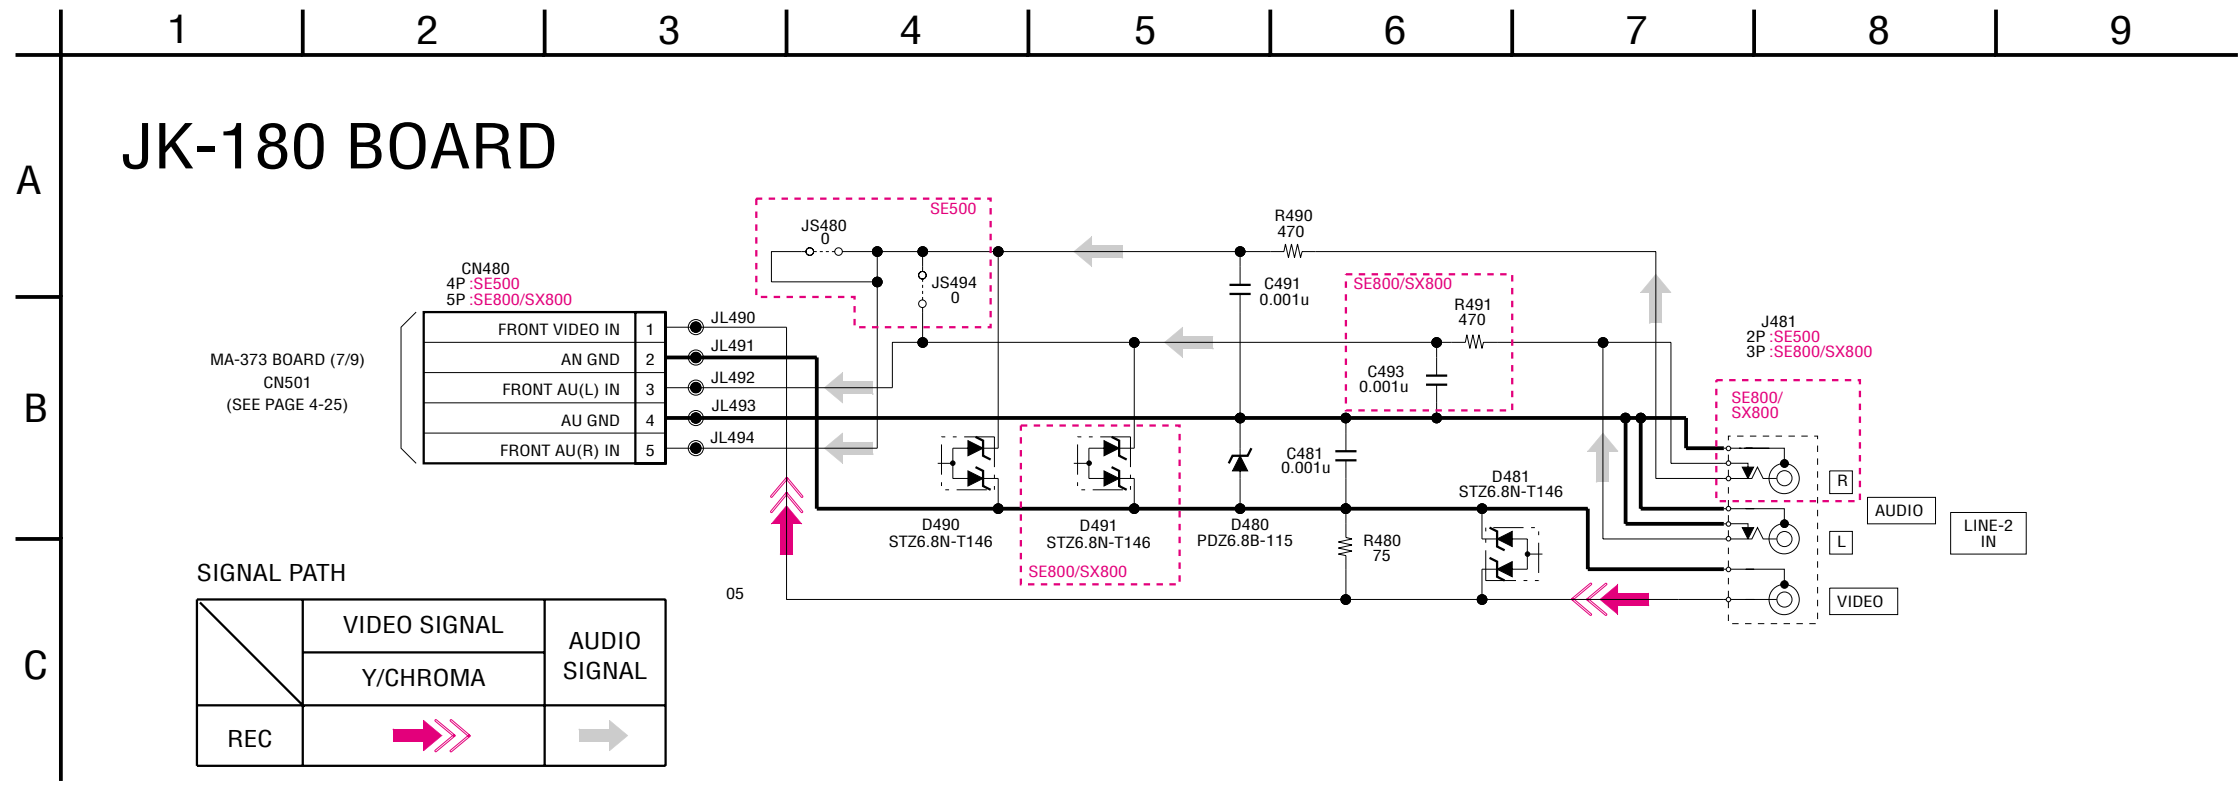 1 2 3 4 5 6 7 8 9
A
B
C
JK-180 BOARD
SE500
JS480
0
JS494
0
R490
470
C491
0.001u
SE800/SX800
R491
470
C493
0.001u
CN480
4P :SE500
5P :SE800/SX800
MA-373 BOARD (7/9)
CN501
(SEE PAGE 4-25)
FRONT VIDEO IN 1 JL490
AN GND 2 JL491
FRONT AU(L) IN 3 JL492
AU GND 4 JL493
FRONT AU(R) IN 5 JL494
J481
2P :SE500
3P :SE800/SX800
SE800/
SX800
C481
0.001u
D481
STZ6.8N-T146
D490
STZ6.8N-T146
D491
STZ6.8N-T146
SE800/SX800
D480
PDZ6.8B-115
R480
75
R
L
AUDIO
VIDEO
LINE-2
IN
05
SIGNAL PATH
VIDEO SIGNAL
Y/CHROMA
AUDIO
SIGNAL
REC